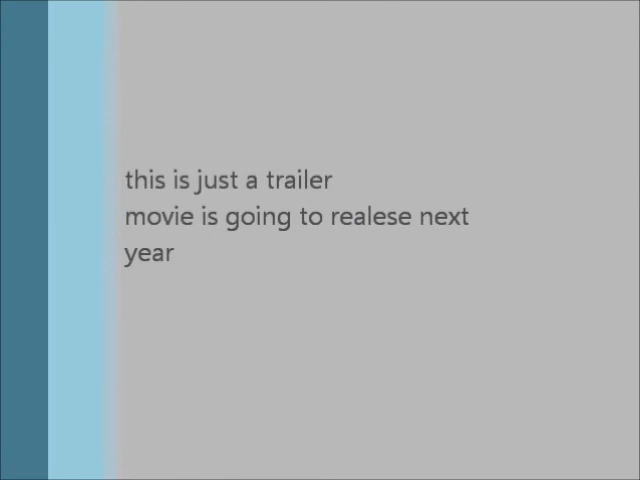 this is just a trailer
movie is going to realese next
year